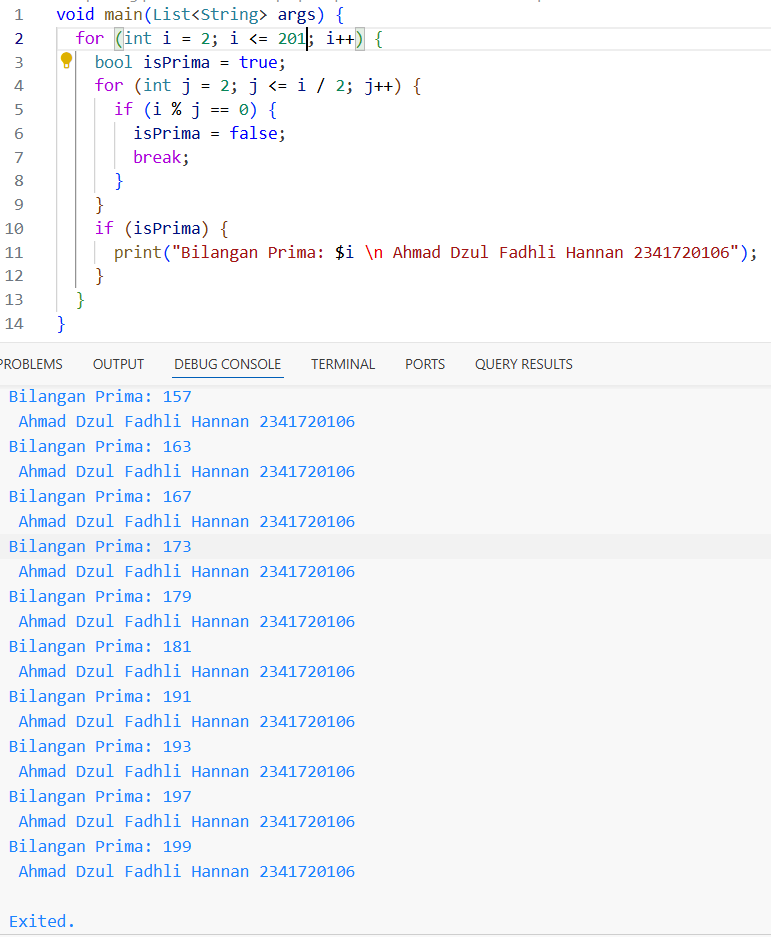 1 void main(List<String> args) {
2   for (int i = 2; i <= 201; i++) {
3     bool isPrima = true;
4     for (int j = 2; j <= i / 2; j++) {
5       if (i % j == 0) {
6         isPrima = false;
7         break;
8       }
9     }
10     if (isPrima) {
11       print("Bilangan Prima: $i \n Ahmad Dzul Fadhli Hannan 2341720106");
12     }
13   }
14 }
PROBLEMS OUTPUT DEBUG CONSOLE TERMINAL PORTS QUERY RESULTS
Bilangan Prima: 157
 Ahmad Dzul Fadhli Hannan 2341720106
Bilangan Prima: 163
 Ahmad Dzul Fadhli Hannan 2341720106
Bilangan Prima: 167
 Ahmad Dzul Fadhli Hannan 2341720106
Bilangan Prima: 173
 Ahmad Dzul Fadhli Hannan 2341720106
Bilangan Prima: 179
 Ahmad Dzul Fadhli Hannan 2341720106
Bilangan Prima: 181
 Ahmad Dzul Fadhli Hannan 2341720106
Bilangan Prima: 191
 Ahmad Dzul Fadhli Hannan 2341720106
Bilangan Prima: 193
 Ahmad Dzul Fadhli Hannan 2341720106
Bilangan Prima: 197
 Ahmad Dzul Fadhli Hannan 2341720106
Bilangan Prima: 199
 Ahmad Dzul Fadhli Hannan 2341720106
Exited.